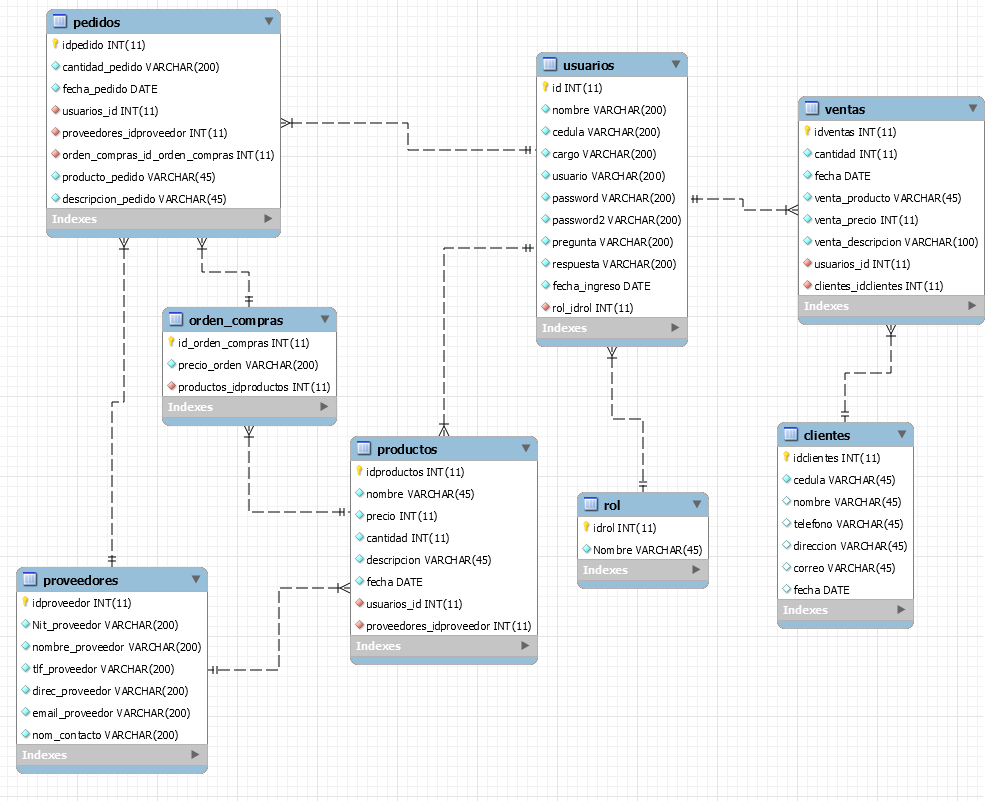 pedidos
idpedido INT(11)
cantidad_pedido VARCHAR(200)
fecha_pedido DATE
usuarios_id INT(11)
proveedores_idproveedor INT(11)
orden_compras_id_orden_compras INT(11)
producto_pedido VARCHAR(45)
descripcion_pedido VARCHAR(45)
Indexes
usuarios
id INT(11)
nombre VARCHAR(200)
cedula VARCHAR(200)
cargo VARCHAR(200)
usuario VARCHAR(200)
password VARCHAR(200)
password2 VARCHAR(200)
pregunta VARCHAR(200)
respuesta VARCHAR(200)
fecha_ingreso DATE
rol_idrol INT(11)
Indexes
ventas
idventas INT(11)
cantidad INT(11)
fecha DATE
venta_producto VARCHAR(45)
venta_precio INT(11)
venta_descripcion VARCHAR(100)
usuarios_id INT(11)
clientes_idclientes INT(11)
Indexes
orden_compras
id_orden_compras INT(11)
precio_orden VARCHAR(200)
productos_idproductos INT(11)
Indexes
productos
idproductos INT(11)
nombre VARCHAR(45)
precio INT(11)
cantidad INT(11)
descripcion VARCHAR(45)
fecha DATE
usuarios_id INT(11)
proveedores_idproveedor INT(11)
Indexes
rol
idrol INT(11)
Nombre VARCHAR(45)
Indexes
clientes
idclientes INT(11)
cedula VARCHAR(45)
nombre VARCHAR(45)
telefono VARCHAR(45)
direccion VARCHAR(45)
correo VARCHAR(45)
fecha DATE
Indexes
proveedores
idproveedor INT(11)
Nit_proveedor VARCHAR(200)
nombre_proveedor VARCHAR(200)
tlf_proveedor VARCHAR(200)
direc_proveedor VARCHAR(200)
email_proveedor VARCHAR(200)
nom_contacto VARCHAR(200)
Indexes